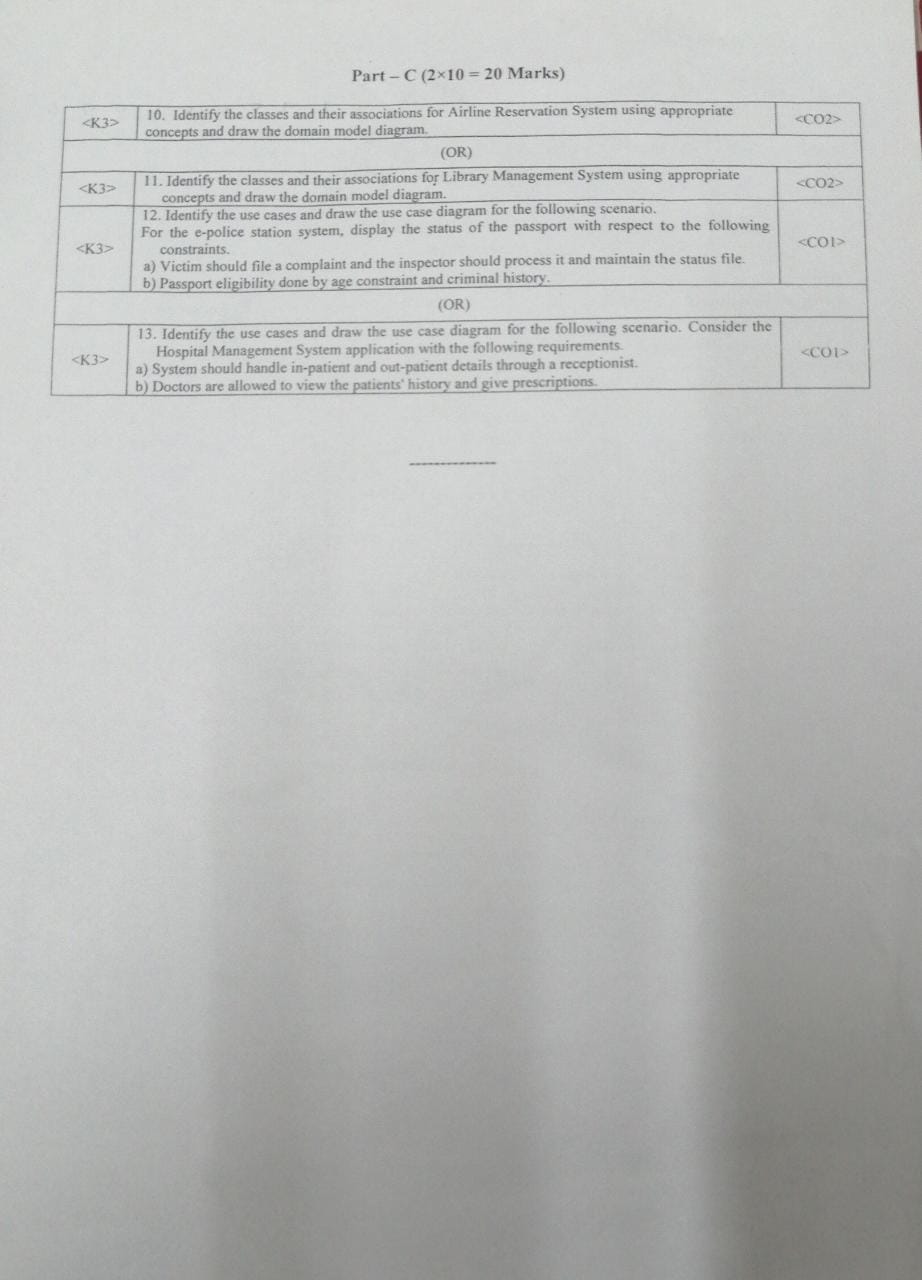 Part – C (2×10 = 20 Marks)
<K3>
10. Identify the classes and their associations for Airline Reservation System using appropriate
concepts and draw the domain model diagram.
<CO2>
(OR)
<K3>
11. Identify the classes and their associations for Library Management System using appropriate
concepts and draw the domain model diagram.
<CO2>
<K3>
12. Identify the use cases and draw the use case diagram for the following scenario.
For the e-police station system, display the status of the passport with respect to the following
constraints.
a) Victim should file a complaint and the inspector should process it and maintain the status file.
b) Passport eligibility done by age constraint and criminal history.
<CO1>
(OR)
<K3>
13. Identify the use cases and draw the use case diagram for the following scenario. Consider the
Hospital Management System application with the following requirements.
a) System should handle in-patient and out-patient details through a receptionist.
b) Doctors are allowed to view the patients' history and give prescriptions.
<CO1>